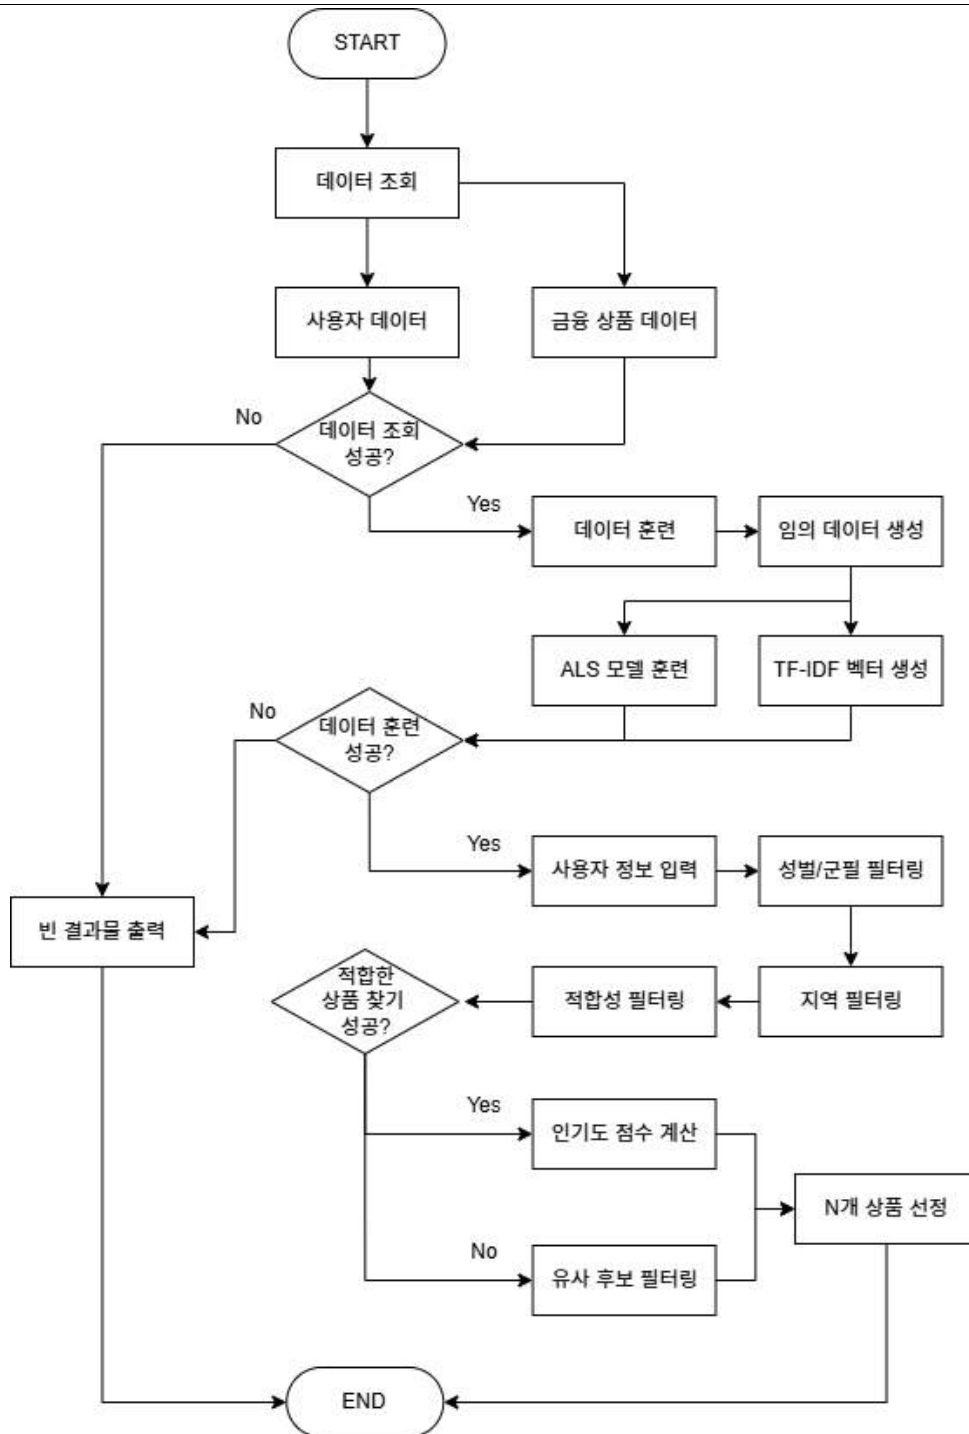 START
데이터 조회
사용자 데이터
금융 상품 데이터
No
데이터 조회
성공?
Yes
데이터 훈련
임의 데이터 생성
ALS 모델 훈련
TF-IDF 벡터 생성
No
데이터 훈련
성공?
Yes
사용자 정보 입력
성벌/군필 필터링
빈 결과물 출력
적합한
상품 찾기
성공?
적합성 필터링
지역 필터링
Yes
인기도 점수 계산
N개 상품 선정
No
유사 후보 필터링
END